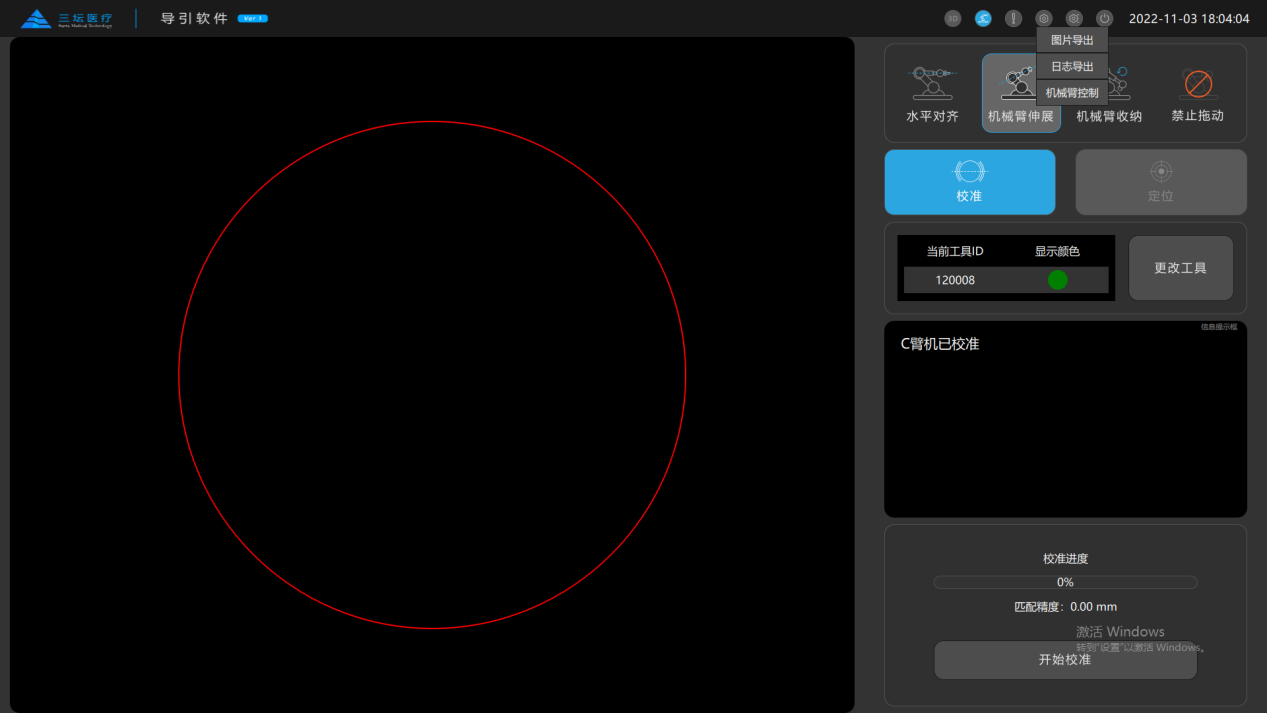 三坛医疗
Santa Medical Technology
导引软件
Ver 1
3D
2022-11-03 18:04:04
图片导出
日志导出
机械臂控制
水平对齐
机械臂伸展
机械臂收纳
禁止拖动
校准
定位
当前工具ID
显示颜色
120008
更改工具
信息提示框
C臂机已校准
校准进度
0%
匹配精度: 0.00 mm
激活 Windows
转到"设置"以激活 Windows。
开始校准